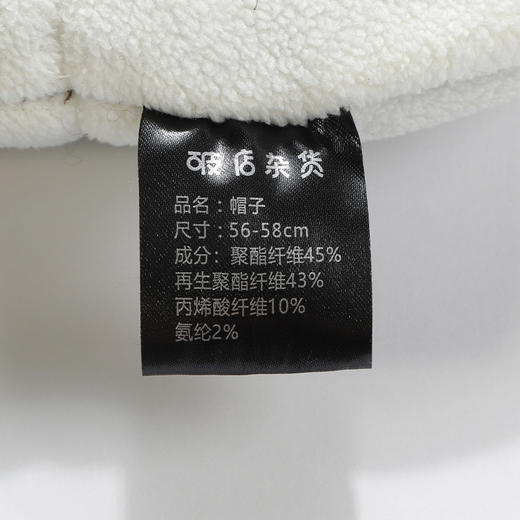 破店杂货
品名：帽子
尺寸：56-58cm
成分：聚酯纤维45%
再生聚酯纤维43%
丙烯酸纤维10%
氨纶2%